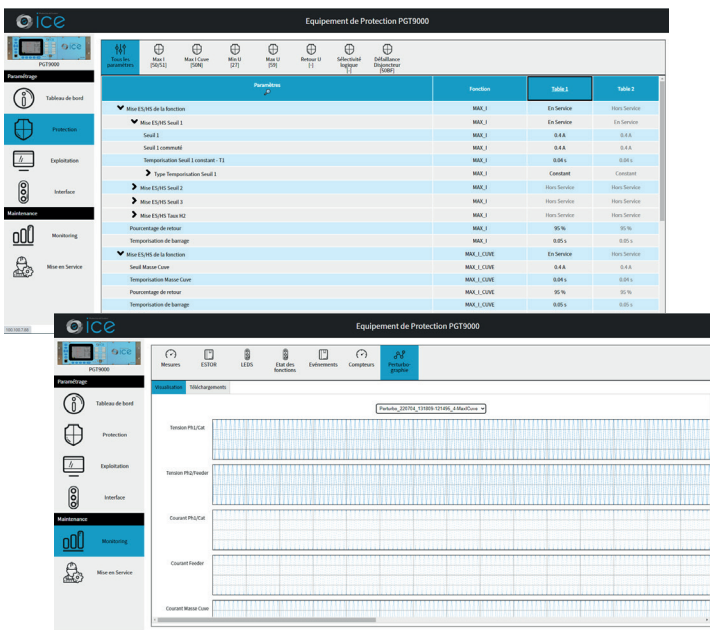 ice
Equipement de Protection PGT9000
ice
PGT9000
Paramétrage
Tableau de bord
Protection
Exploitation
Interface
Maintenance
Monitoring
Mise en Service
Tous les paramètres
Max I [50/51]
Max I Cuve [50N]
Min U [27]
Max U [59]
Retour U [-]
Sélectivité logique [-]
Défaillance Disjoncteur [50BF]
Paramètres Fonction Table 1 Table 2
Mise ES/HS de la fonction MAX_I En Service Hors Service
Mise ES/HS Seuil 1 MAX_I En Service En Service
Seuil 1 MAX_I 0.4 A 0.4 A
Seuil 1 commuté MAX_I 0.4 A 0.4 A
Temporisation Seuil 1 constant - T1 MAX_I 0.04 s 0.04 s
Type Temporisation Seuil 1 MAX_I Constant Constant
Mise ES/HS Seuil 2 MAX_I Hors Service Hors Service
Mise ES/HS Seuil 3 MAX_I Hors Service Hors Service
Mise ES/HS Taux H2 MAX_I Hors Service Hors Service
Pourcentage de retour MAX_I 95 % 95 %
Temporisation de barrage MAX_I 0.05 s 0.05 s
Mise ES/HS de la fonction MAX_I_CUVE En Service Hors Service
Seuil Masse Cuve MAX_I_CUVE 0.4 A 0.4 A
Temporisation Masse Cuve MAX_I_CUVE 0.04 s 0.04 s
Pourcentage de retour MAX_I_CUVE 95 % 95 %
Temporisation de barrage MAX_I_CUVE 0.05 s 0.05 s
ice
Equipement de Protection PGT9000
ice
PGT9000
Paramétrage
Tableau de bord
Protection
Exploitation
Interface
Maintenance
Monitoring
Mise en Service
Mesures
ESTOR
LEDS
Etat des fonctions
Evénements
Compteurs
Perturbo-graphie
Visualisation Téléchargements
Tension Ph1/Cat
Tension Ph2/Feeder
Courant Ph1/Cat
Courant Feeder
Courant Masse Cuve